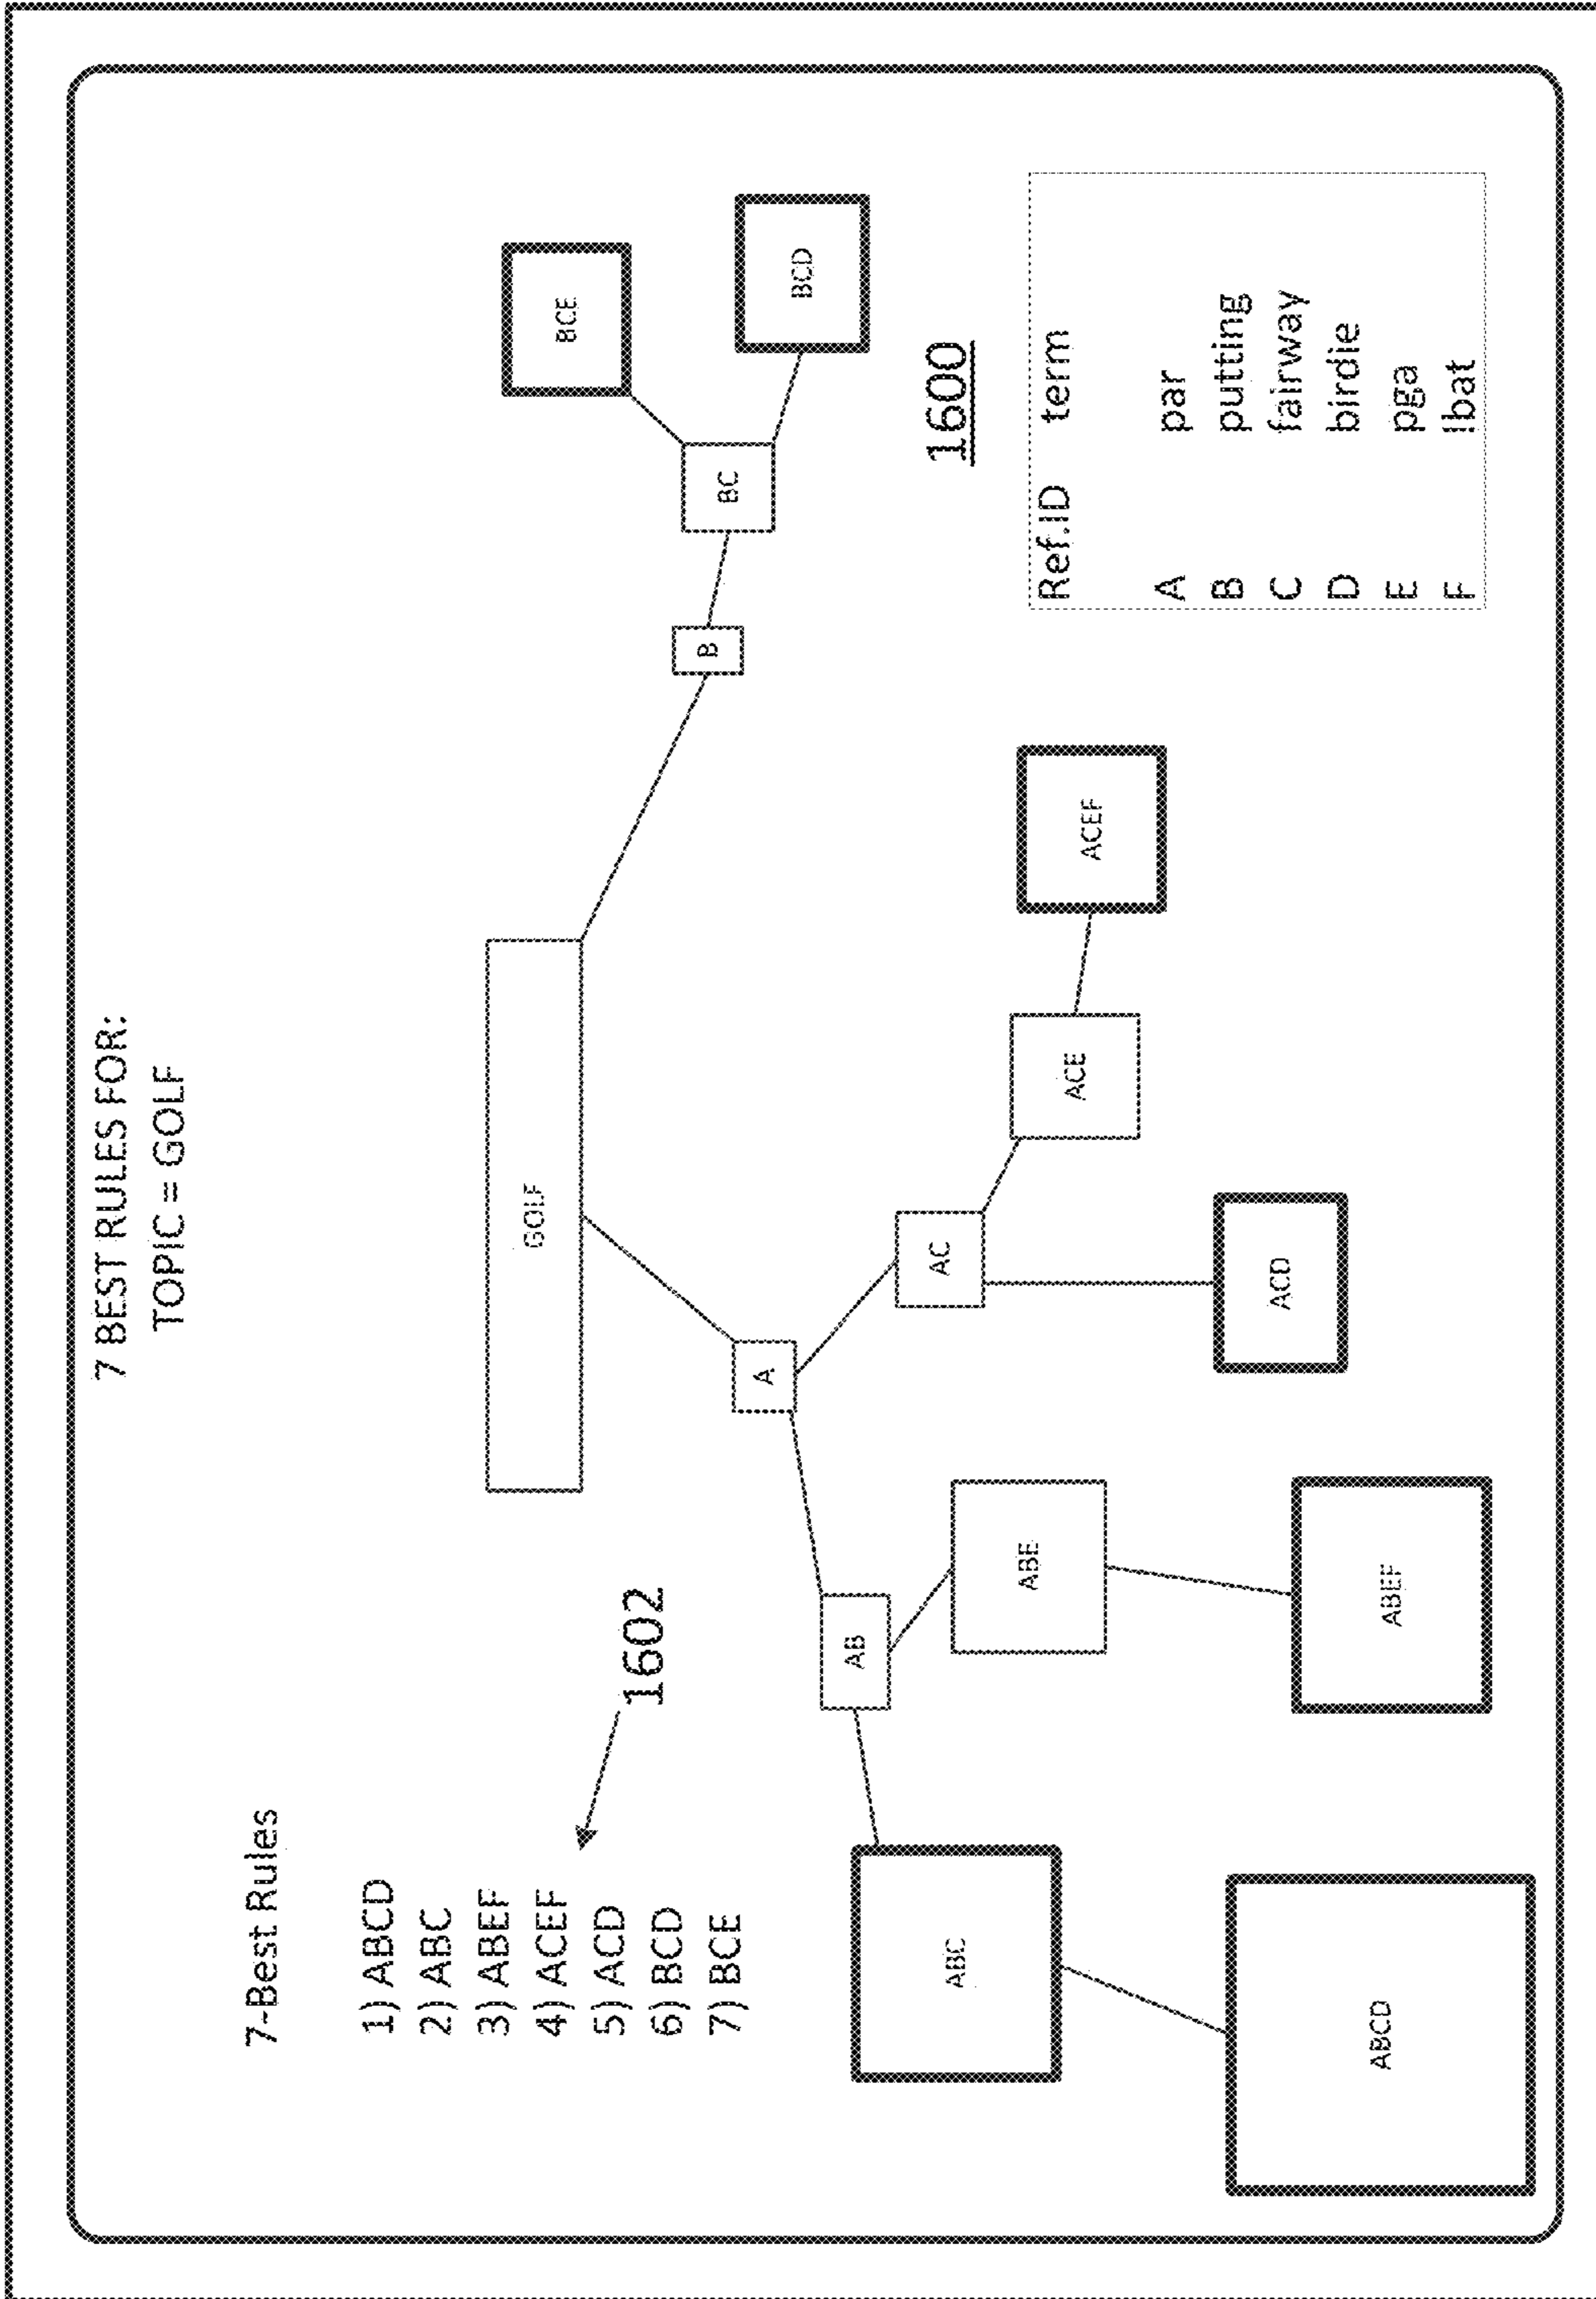 7 BEST RULES FOR:
TOPIC = GOLF
7-Best Rules
1) ABCD
2) ABC
3) ABEF
4) ACEF
5) ACD
6) BCD
7) BCE
1602
GOLF
A
B
AB
AC
BC
ABC
ABE
ACE
BCE
BCD
ABCD
ABEF
ACD
ACEF
1600
Ref.ID term
A par
B putting
C fairway
D birdie
E pga
F !bat